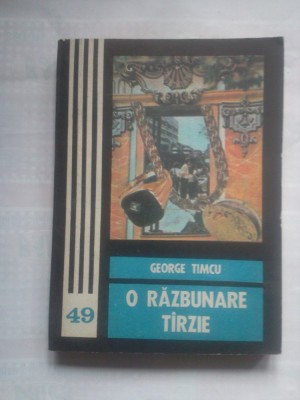 GEORGE TIMCU
O RĂZBUNARE
TÎRZIE
49